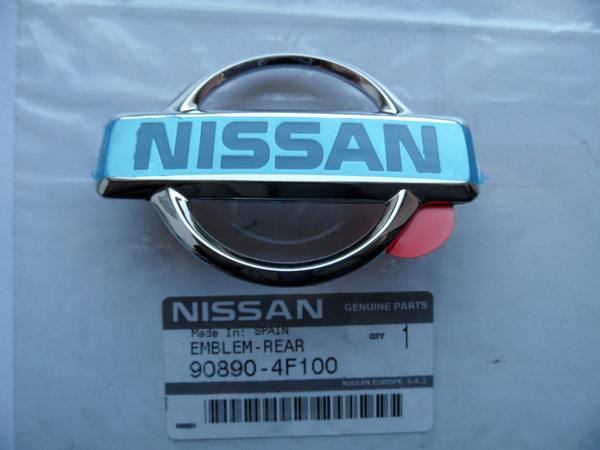 NISSAN
NISSAN GENUINE PARTS
Made In: SPAIN
EMBLEM-REAR QTY 1
90890-4F100
NISSAN EUROPE, S.A.S